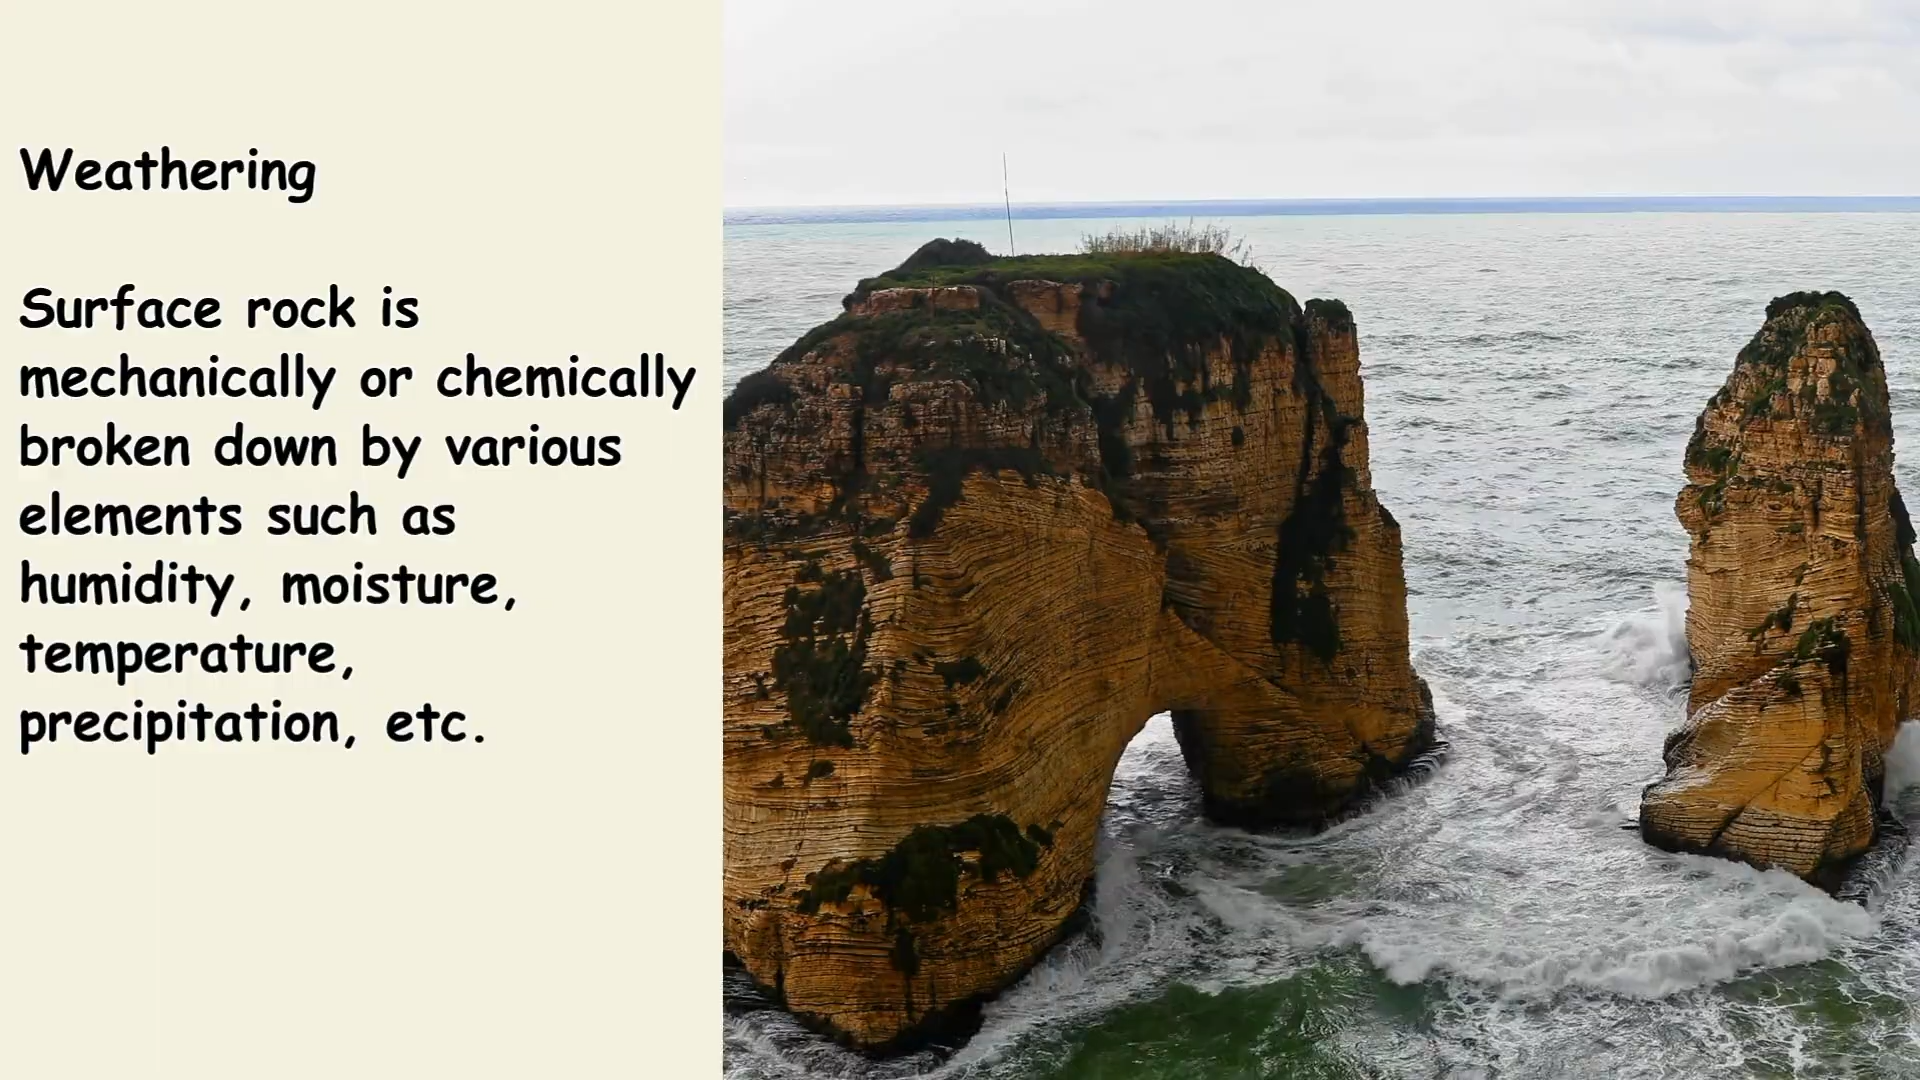 Weathering
Surface rock is
mechanically or chemically
broken down by various
elements such as
humidity, moisture,
temperature,
precipitation, etc.